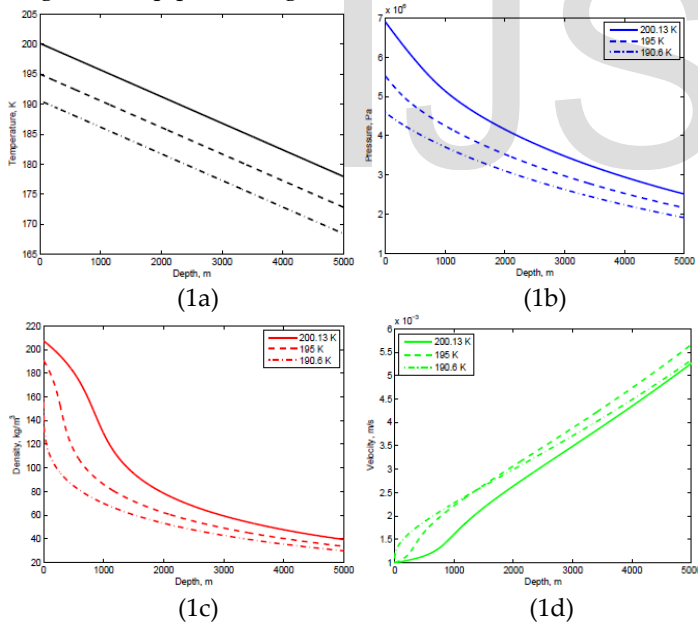 205
200
195
190
185
180
175
170
165
Temperature, K
0 1000 2000 3000 4000 5000
Depth, m
(1a)
x 10⁶
7
6
5
4
3
2
1
Pressure, Pa
200.13 K
195 K
190.6 K
0 1000 2000 3000 4000 5000
Depth, m
(1b)
IJS
220
200
180
160
140
120
100
80
60
40
20
Density, kg/m³
200.13 K
195 K
190.6 K
0 1000 2000 3000 4000 5000
Depth, m
(1c)
x 10⁻³
6
5.5
5
4.5
4
3.5
3
2.5
2
1.5
1
Velocity, m/s
200.13 K
195 K
190.6 K
0 1000 2000 3000 4000 5000
Depth, m
(1d)